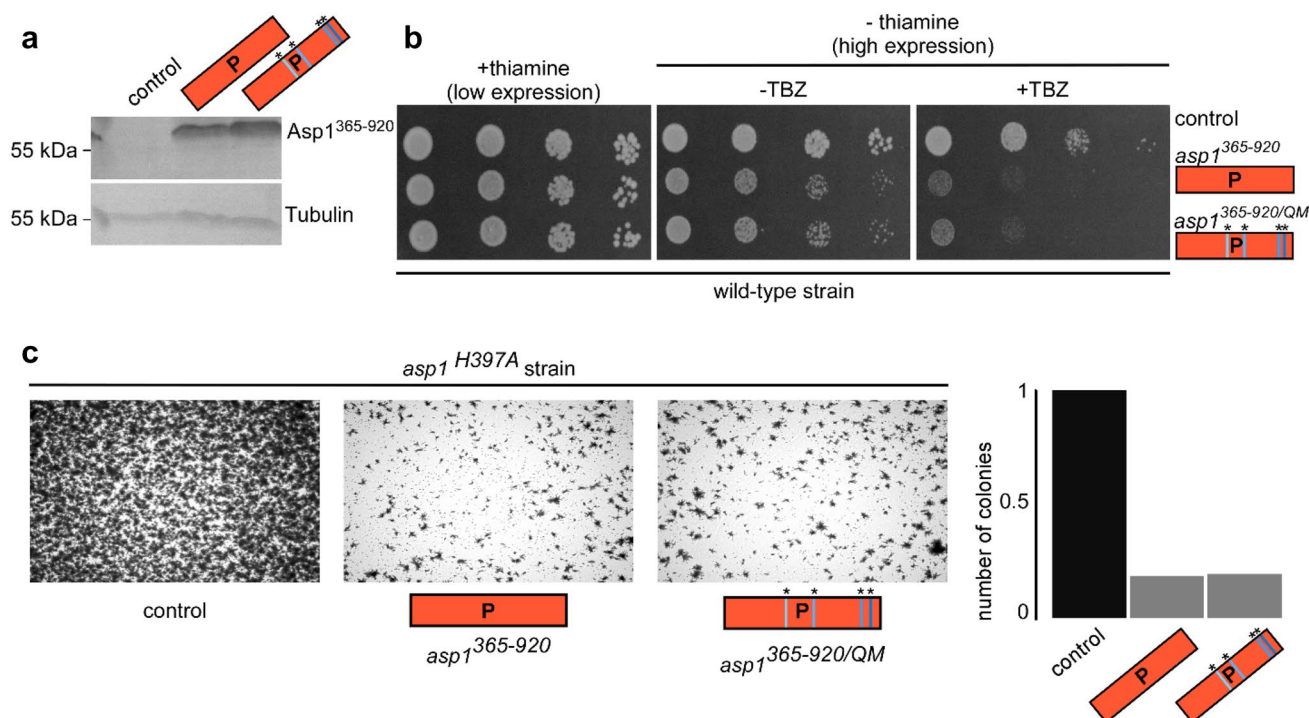 a
control
P
* * **
P
Asp1365-920
55 kDa
55 kDa
Tubulin
b
- thiamine
(high expression)
+thiamine
(low expression)
-TBZ
+TBZ
control
asp1365-920
P
asp1365-920/QM
* * **
P
wild-type strain
c
asp1 H397A strain
control
P
asp1365-920
* * **
P
asp1365-920/QM
number of colonies
1
0.5
0
control
P
* * **
P